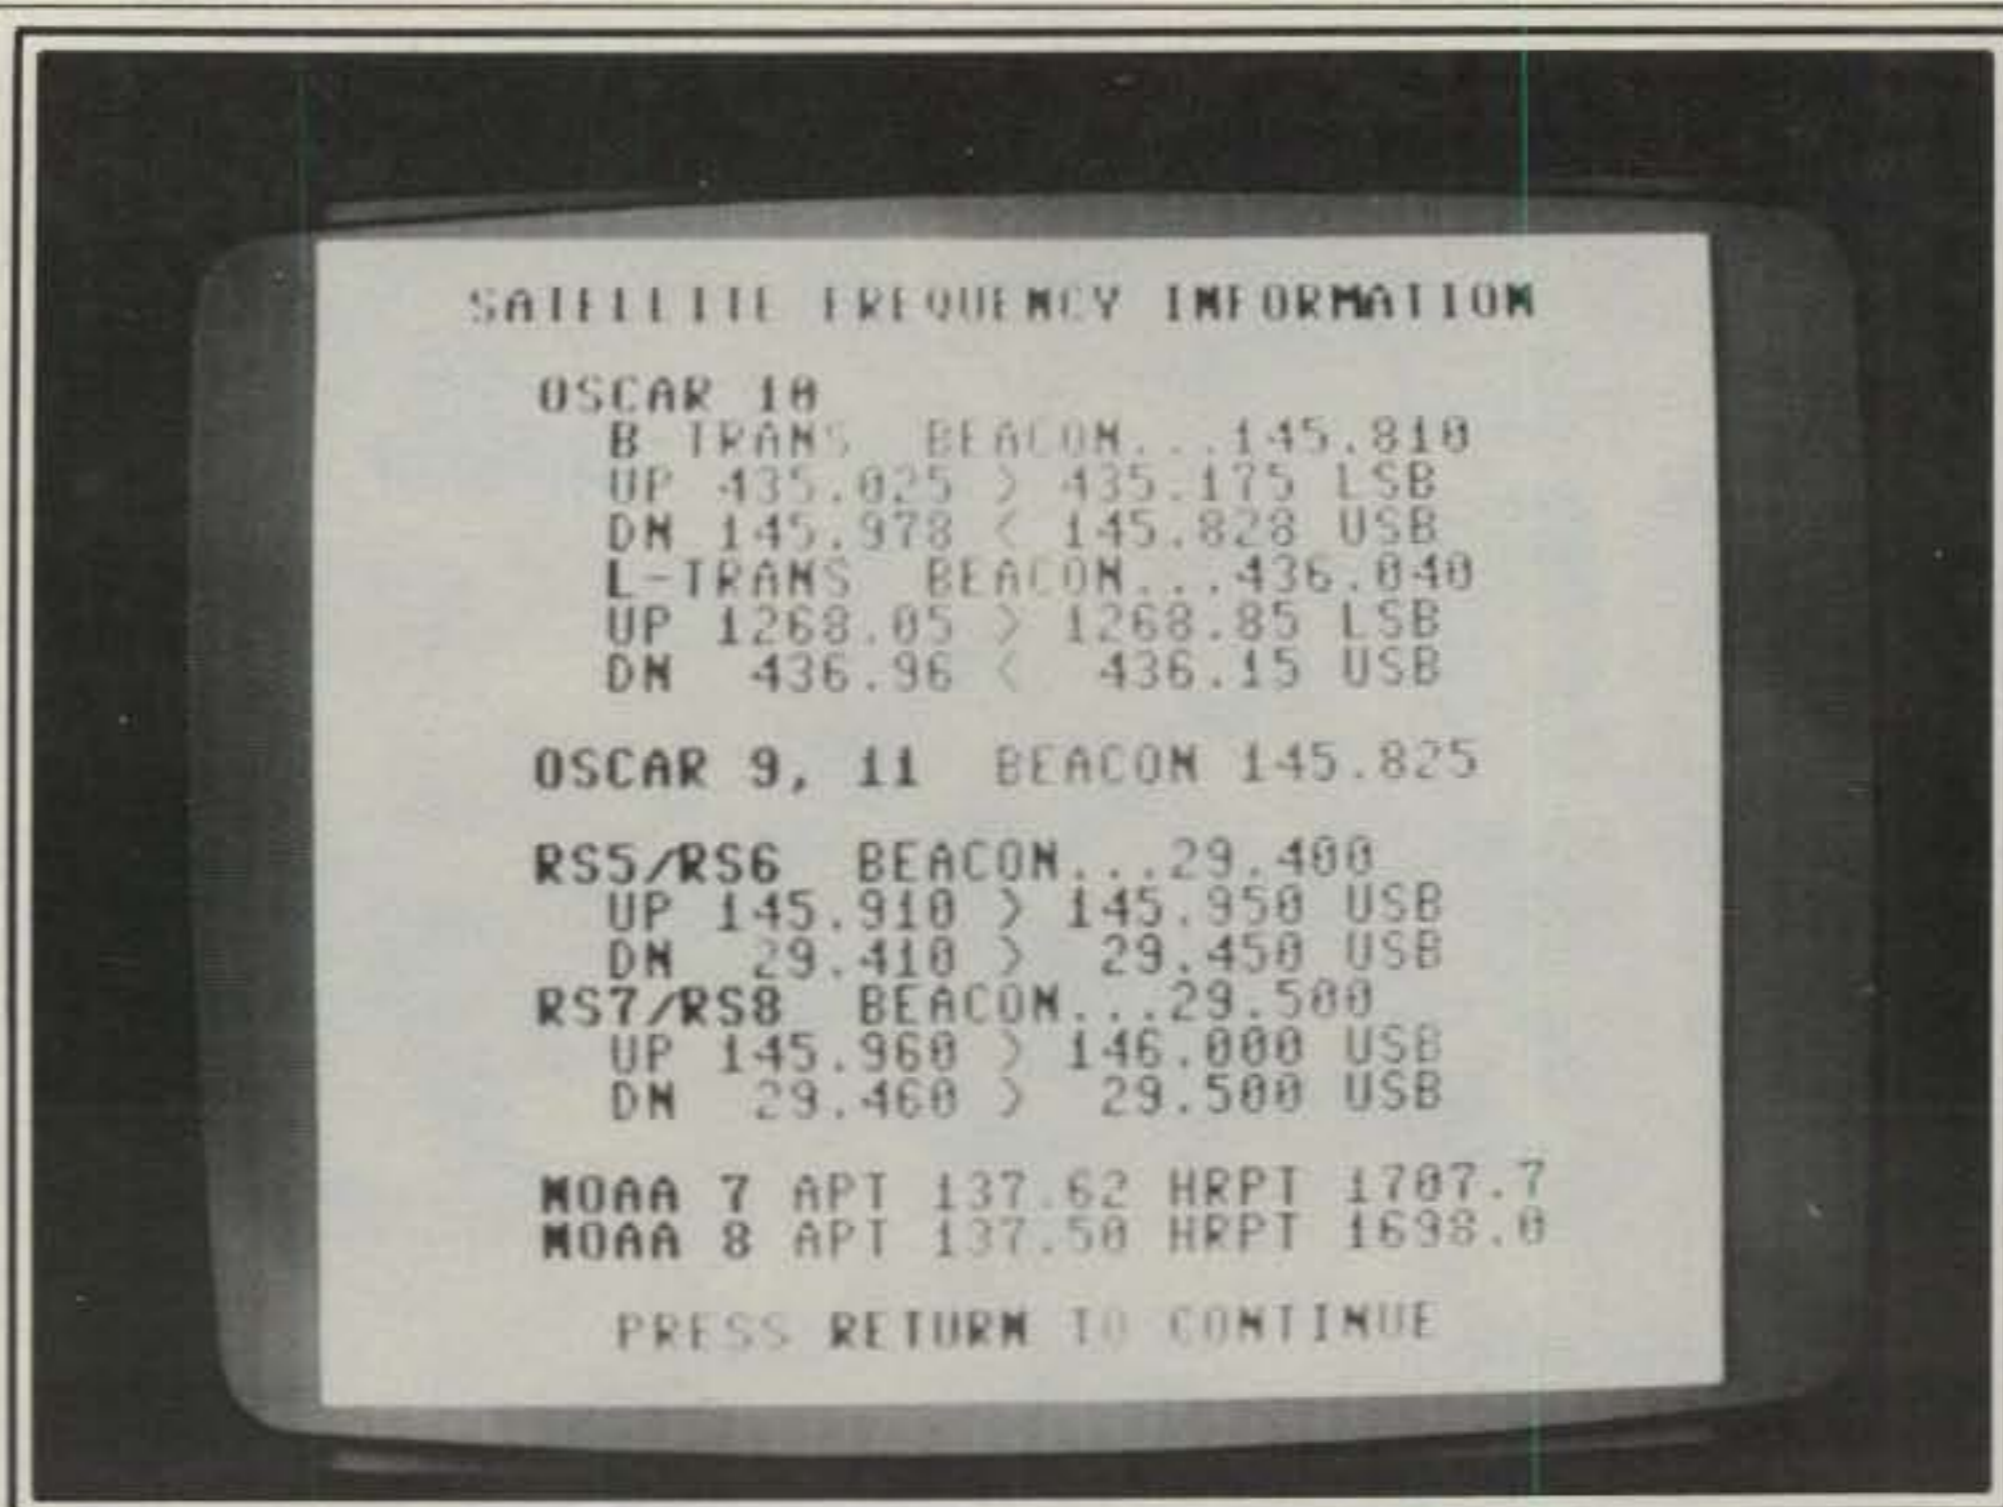 SATELLITE FREQUENCY INFORMATION
OSCAR 10
B-TRANS BEACON...145.810
UP 435.025 > 435.175 LSB
DN 145.978 < 145.828 USB
L-TRANS BEACON...436.040
UP 1268.05 > 1268.85 LSB
DN 436.96 < 436.15 USB
OSCAR 9, 11 BEACON 145.825
RS5/RS6 BEACON...29.400
UP 145.910 > 145.950 USB
DN 29.410 > 29.450 USB
RS7/RS8 BEACON...29.500
UP 145.960 > 146.000 USB
DN 29.460 > 29.500 USB
NOAA 7 APT 137.62 HRPT 1707.7
NOAA 8 APT 137.50 HRPT 1698.0
PRESS RETURN TO CONTINUE